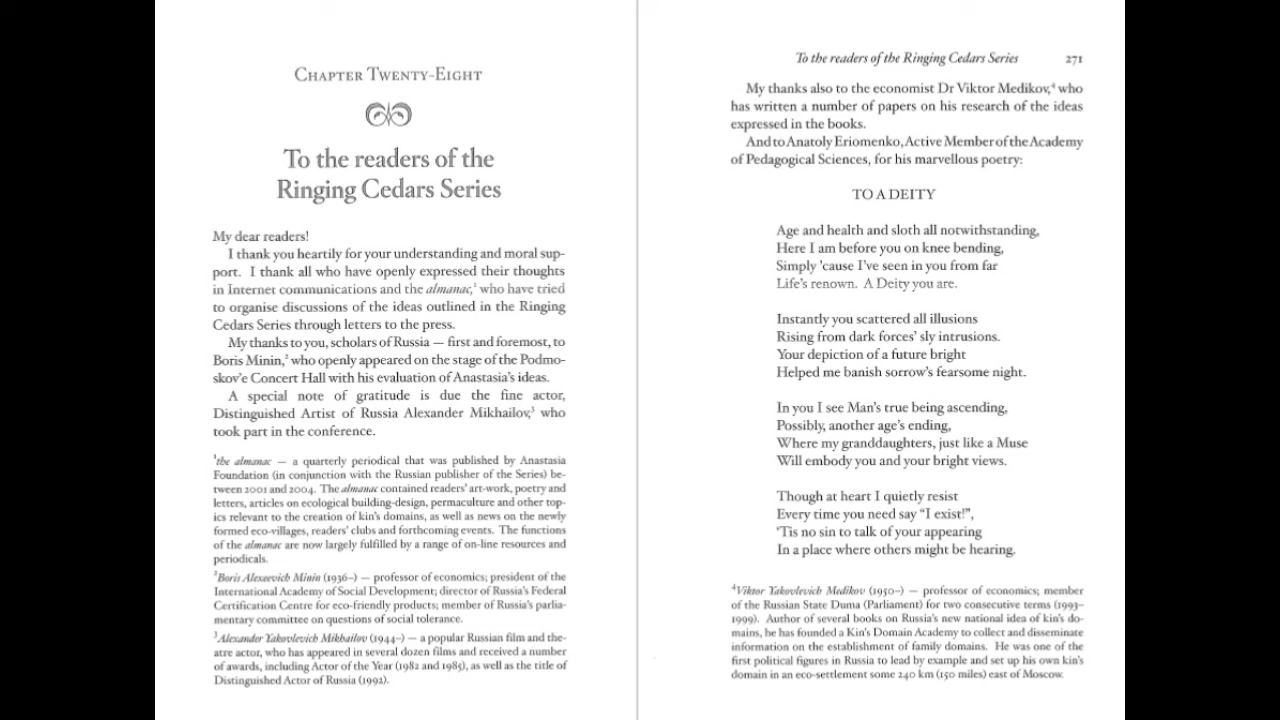 CHAPTER TWENTY-EIGHT
To the readers of the
Ringing Cedars Series
My dear readers!
I thank you heartily for your understanding and moral sup-
port. I thank all who have openly expressed their thoughts
in Internet communications and the almanac,¹ who have tried
to organise discussions of the ideas outlined in the Ringing
Cedars Series through letters to the press.
My thanks to you, scholars of Russia — first and foremost, to
Boris Minin,² who openly appeared on the stage of the Podmo-
skov'e Concert Hall with his evaluation of Anastasia's ideas.
A special note of gratitude is due the fine actor,
Distinguished Artist of Russia Alexander Mikhailov,³ who
took part in the conference.
¹the almanac — a quarterly periodical that was published by Anastasia
Foundation (in conjunction with the Russian publisher of the Series) be-
tween 2001 and 2004. The almanac contained readers' art-work, poetry and
letters, articles on ecological building-design, permaculture and other top-
ics relevant to the creation of kin's domains, as well as news on the newly
formed eco-villages, readers' clubs and forthcoming events. The functions
of the almanac are now largely fulfilled by a range of on-line resources and
periodicals.
²Boris Alexeevich Minin (1936–) — professor of economics; president of the
International Academy of Social Development; director of Russia's Federal
Certification Centre for eco-friendly products; member of Russia's parlia-
mentary committee on questions of social tolerance.
³Alexander Yakovlevich Mikhailov (1944–) — a popular Russian film and the-
atre actor, who has appeared in several dozen films and received a number
of awards, including Actor of the Year (1982 and 1985), as well as the title of
Distinguished Actor of Russia (1992).
To the readers of the Ringing Cedars Series 271
My thanks also to the economist Dr Viktor Medikov,⁴ who
has written a number of papers on his research of the ideas
expressed in the books.
And to Anatoly Eriomenko, Active Member of the Academy
of Pedagogical Sciences, for his marvellous poetry:
TO A DEITY
Age and health and sloth all notwithstanding,
Here I am before you on knee bending,
Simply 'cause I've seen in you from far
Life's renown. A Deity you are.
Instantly you scattered all illusions
Rising from dark forces' sly intrusions.
Your depiction of a future bright
Helped me banish sorrow's fearsome night.
In you I see Man's true being ascending,
Possibly, another age's ending,
Where my granddaughters, just like a Muse
Will embody you and your bright views.
Though at heart I quietly resist
Every time you need say “I exist!”,
'Tis no sin to talk of your appearing
In a place where others might be hearing.
⁴Viktor Yakovlevich Medikov (1950–) — professor of economics; member
of the Russian State Duma (Parliament) for two consecutive terms (1993–
1999). Author of several books on Russia's new national idea of kin's do-
mains, he has founded a Kin's Domain Academy to collect and disseminate
information on the establishment of family domains. He was one of the
first political figures in Russia to lead by example and set up his own kin's
domain in an eco-settlement some 240 km (150 miles) east of Moscow.